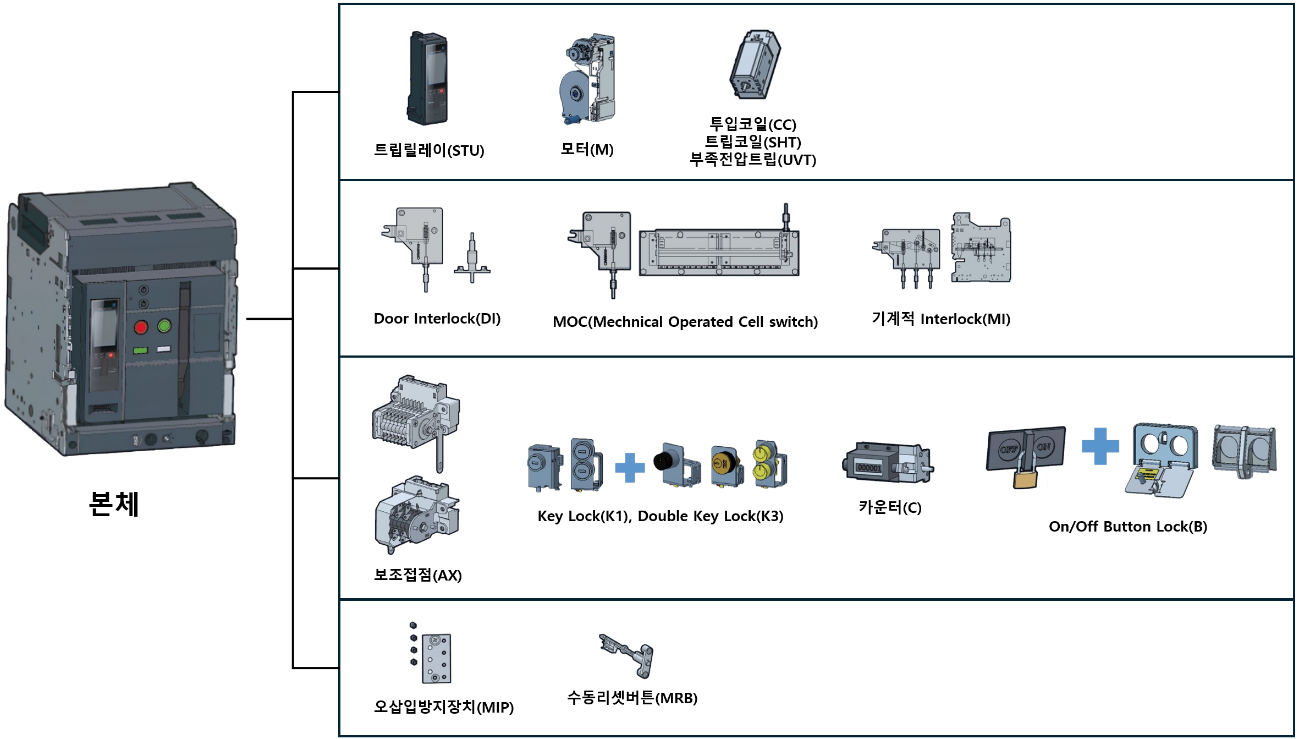 트립릴레이(STU)
모터(M)
투입코일(CC)
트립코일(SHT)
부족전압트립(UVT)
Door Interlock(DI)
MOC(Mechnical Operated Cell switch)
기계적 Interlock(MI)
본체
보조접점(AX)
Key Lock(K1), Double Key Lock(K3)
000001
카운터(C)
OFF ON
On/Off Button Lock(B)
오삽입방지장치(MIP)
수동리셋버튼(MRB)